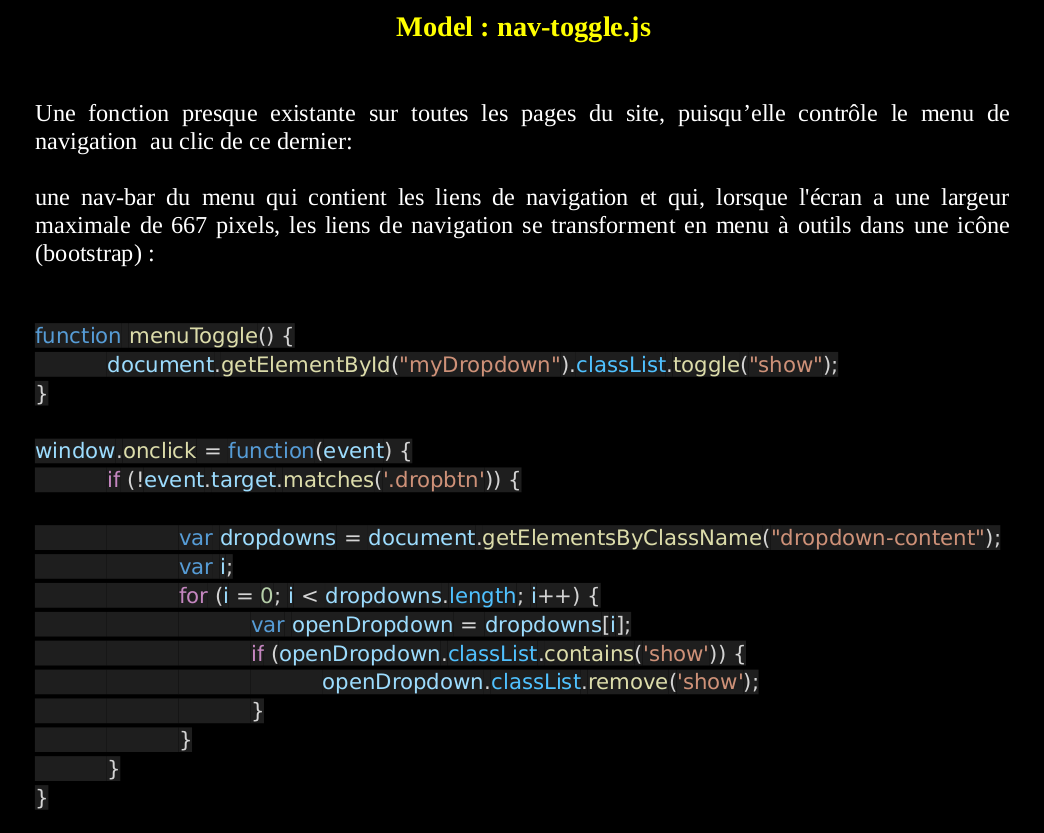 Model : nav-toggle.js
Une fonction presque existante sur toutes les pages du site, puisqu’elle contrôle le menu de
navigation  au clic de ce dernier:
une nav-bar du menu qui contient les liens de navigation et qui, lorsque l'écran a une largeur
maximale de 667 pixels, les liens de navigation se transforment en menu à outils dans une icône
(bootstrap) :
function menuToggle() {
        document.getElementById("myDropdown").classList.toggle("show");
}
window.onclick = function(event) {
        if (!event.target.matches('.dropbtn')) {
                var dropdowns = document.getElementsByClassName("dropdown-content");
                var i;
                for (i = 0; i < dropdowns.length; i++) {
                        var openDropdown = dropdowns[i];
                        if (openDropdown.classList.contains('show')) {
                                openDropdown.classList.remove('show');
                        }
                }
        }
}